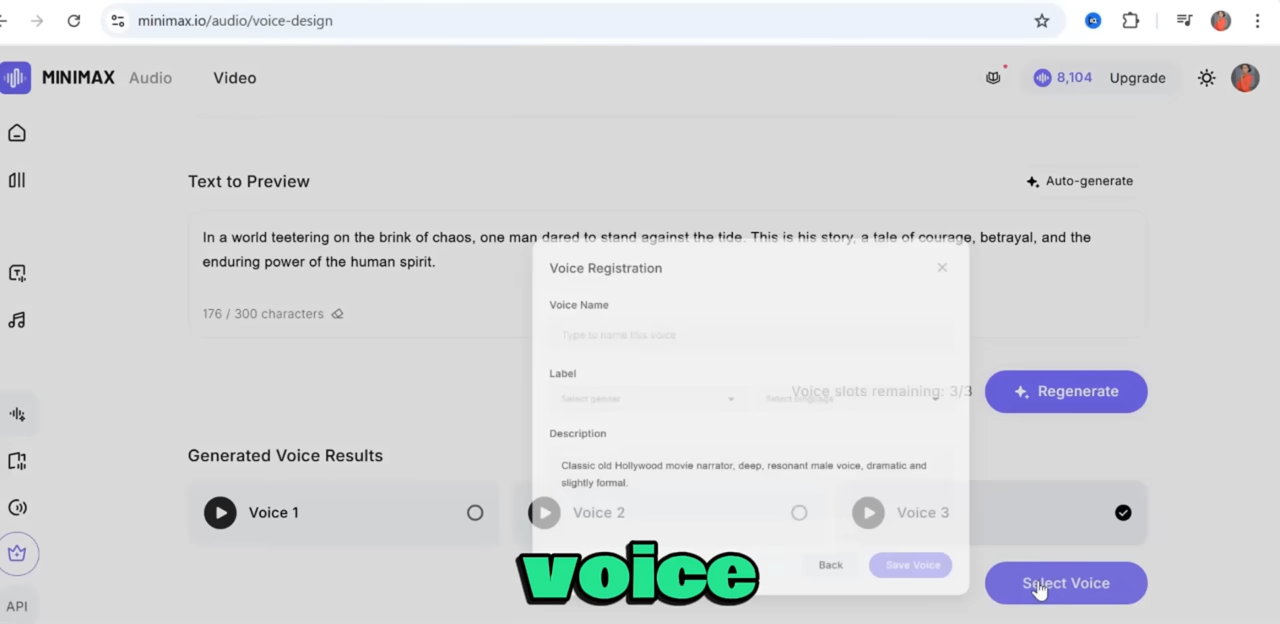 minimax.io/audio/voice-design
MINIMAX Audio Video
8,104 Upgrade
Text to Preview
Auto-generate
In a world teetering on the brink of chaos, one man dared to stand against the tide. This is his story, a tale of courage, betrayal, and the
enduring power of the human spirit.
176 / 300 characters
Voice Registration
Voice Name
Type to name this voice
Label
Select gender
Select language
Voice slots remaining: 3/3
Regenerate
Description
Classic old Hollywood movie narrator, deep, resonant male voice, dramatic and
slightly formal.
Generated Voice Results
Voice 1
Voice 2
Voice 3
Back
Save Voice
Select Voice
API
voice